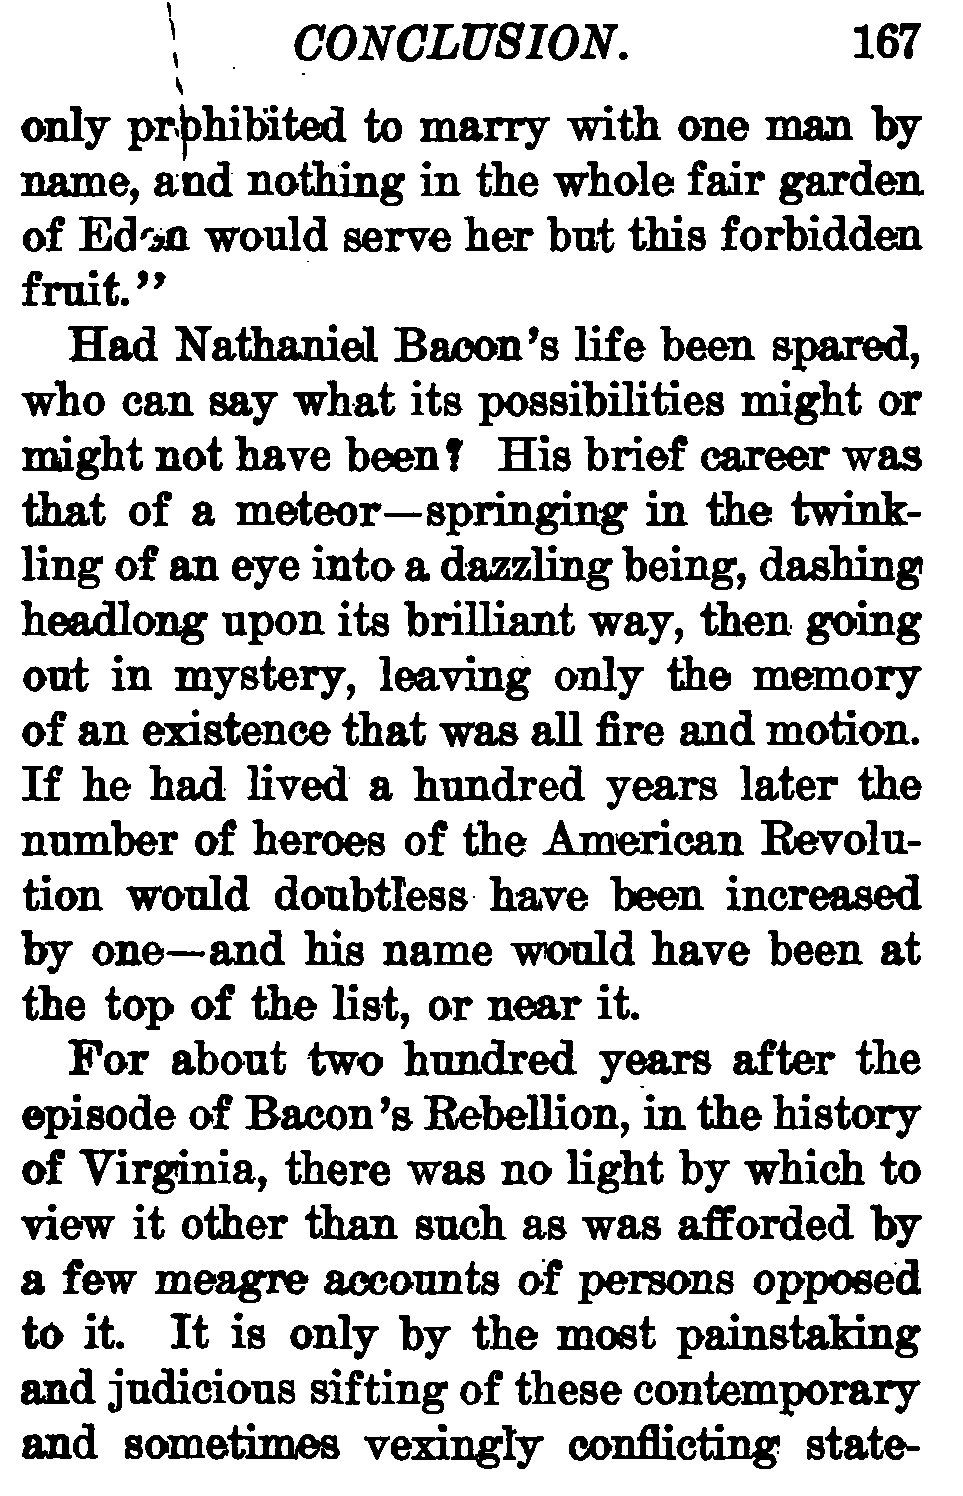 CONCLUSION. 167
only prohibited to marry with one man by
name, and nothing in the whole fair garden
of Eden would serve her but this forbidden
fruit."
Had Nathaniel Bacon's life been spared,
who can say what its possibilities might or
might not have been? His brief career was
that of a meteor—springing in the twink-
ling of an eye into a dazzling being, dashing
headlong upon its brilliant way, then going
out in mystery, leaving only the memory
of an existence that was all fire and motion.
If he had lived a hundred years later the
number of heroes of the American Revolu-
tion would doubtless have been increased
by one—and his name would have been at
the top of the list, or near it.
For about two hundred years after the
episode of Bacon's Rebellion, in the history
of Virginia, there was no light by which to
view it other than such as was afforded by
a few meagre accounts of persons opposed
to it. It is only by the most painstaking
and judicious sifting of these contemporary
and sometimes vexingly conflicting state-